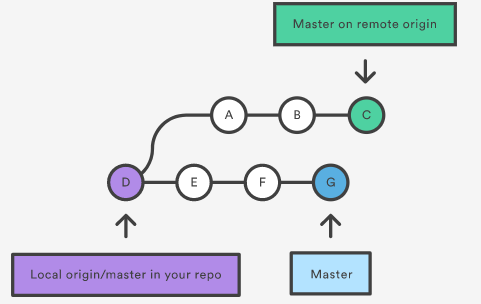 Master on remote origin
A
B
C
D
E
F
G
Local origin/master in your repo
Master